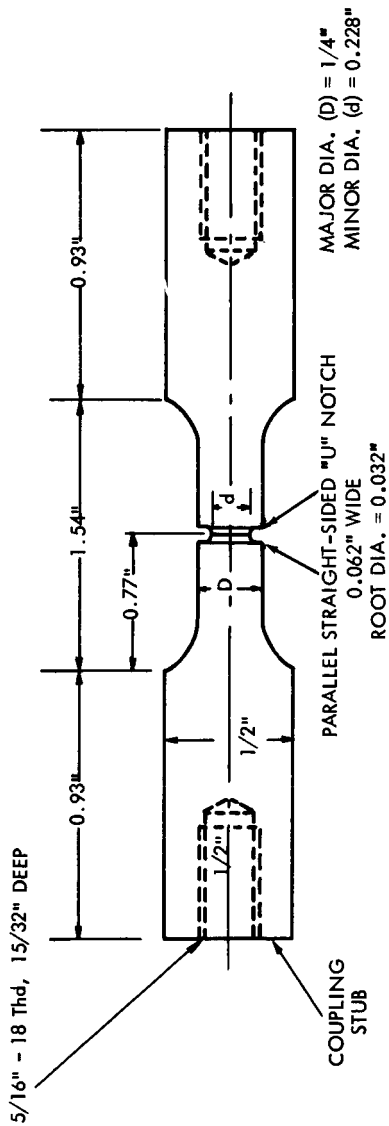 5/16" - 18 Thd, 15/32" DEEP
0.93"
1.54"
0.93"
0.77"
1/2"
1/2"
D
d
COUPLING
STUB
PARALLEL STRAIGHT-SIDED "U" NOTCH
0.062" WIDE
ROOT DIA. = 0.032"
MAJOR DIA. (D) = 1/4"
MINOR DIA. (d) = 0.228"